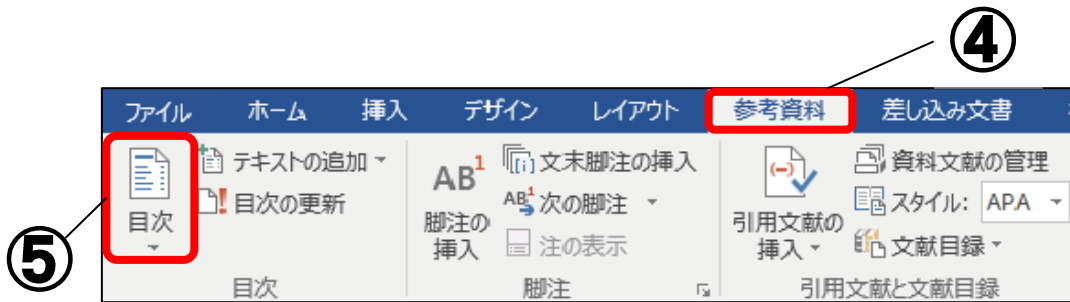 ④
ファイル ホーム 挿入 デザイン レイアウト 参考資料 差し込み文書
目次
テキストの追加
目次の更新
目次
AB1
脚注の
挿入
[i] 文末脚注の挿入
AB1 次の脚注
注の表示
脚注
(-)
引用文献の
挿入
資料文献の管理
スタイル: APA
文献目録
引用文献と文献目録
⑤